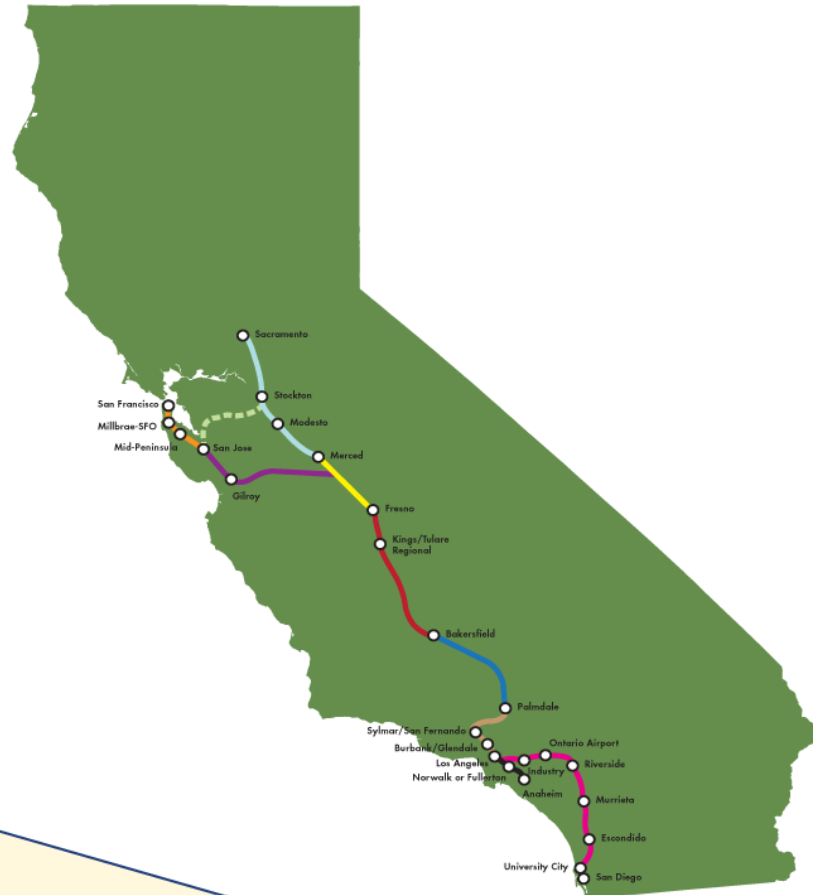 Sacramento
Stockton
San Francisco
Millbrae-SFO
Modesto
Mid-Peninsula
San Jose
Merced
Gilroy
Fresno
Kings/Tulare
Regional
Bakersfield
Palmdale
Sylmar/San Fernando
Burbank/Glendale
Ontario Airport
Los Angeles
Industry
Riverside
Norwalk or Fullerton
Anaheim
Murrieta
Escondido
University City
San Diego